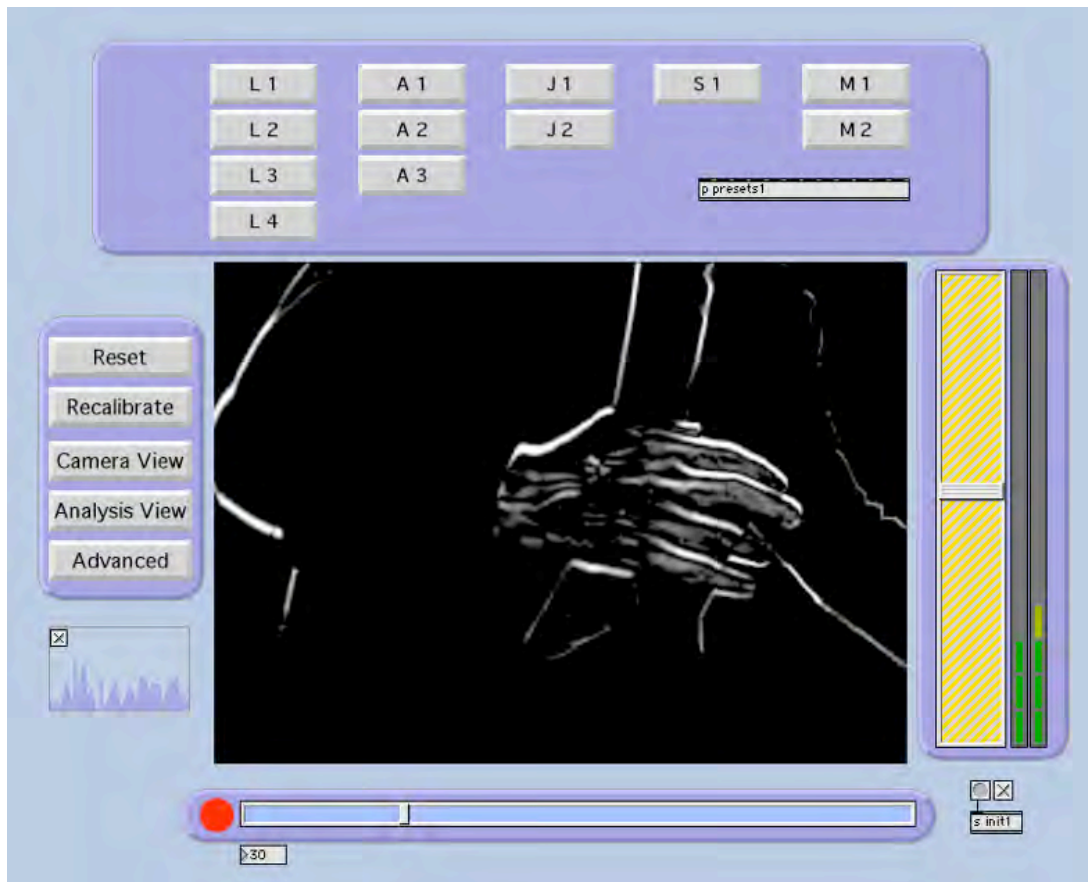 L 1 A 1 J 1 S 1 M 1
L 2 A 2 J 2 M 2
L 3 A 3
p presets1
L 4
Reset
Recalibrate
Camera View
Analysis View
Advanced
s init1
30